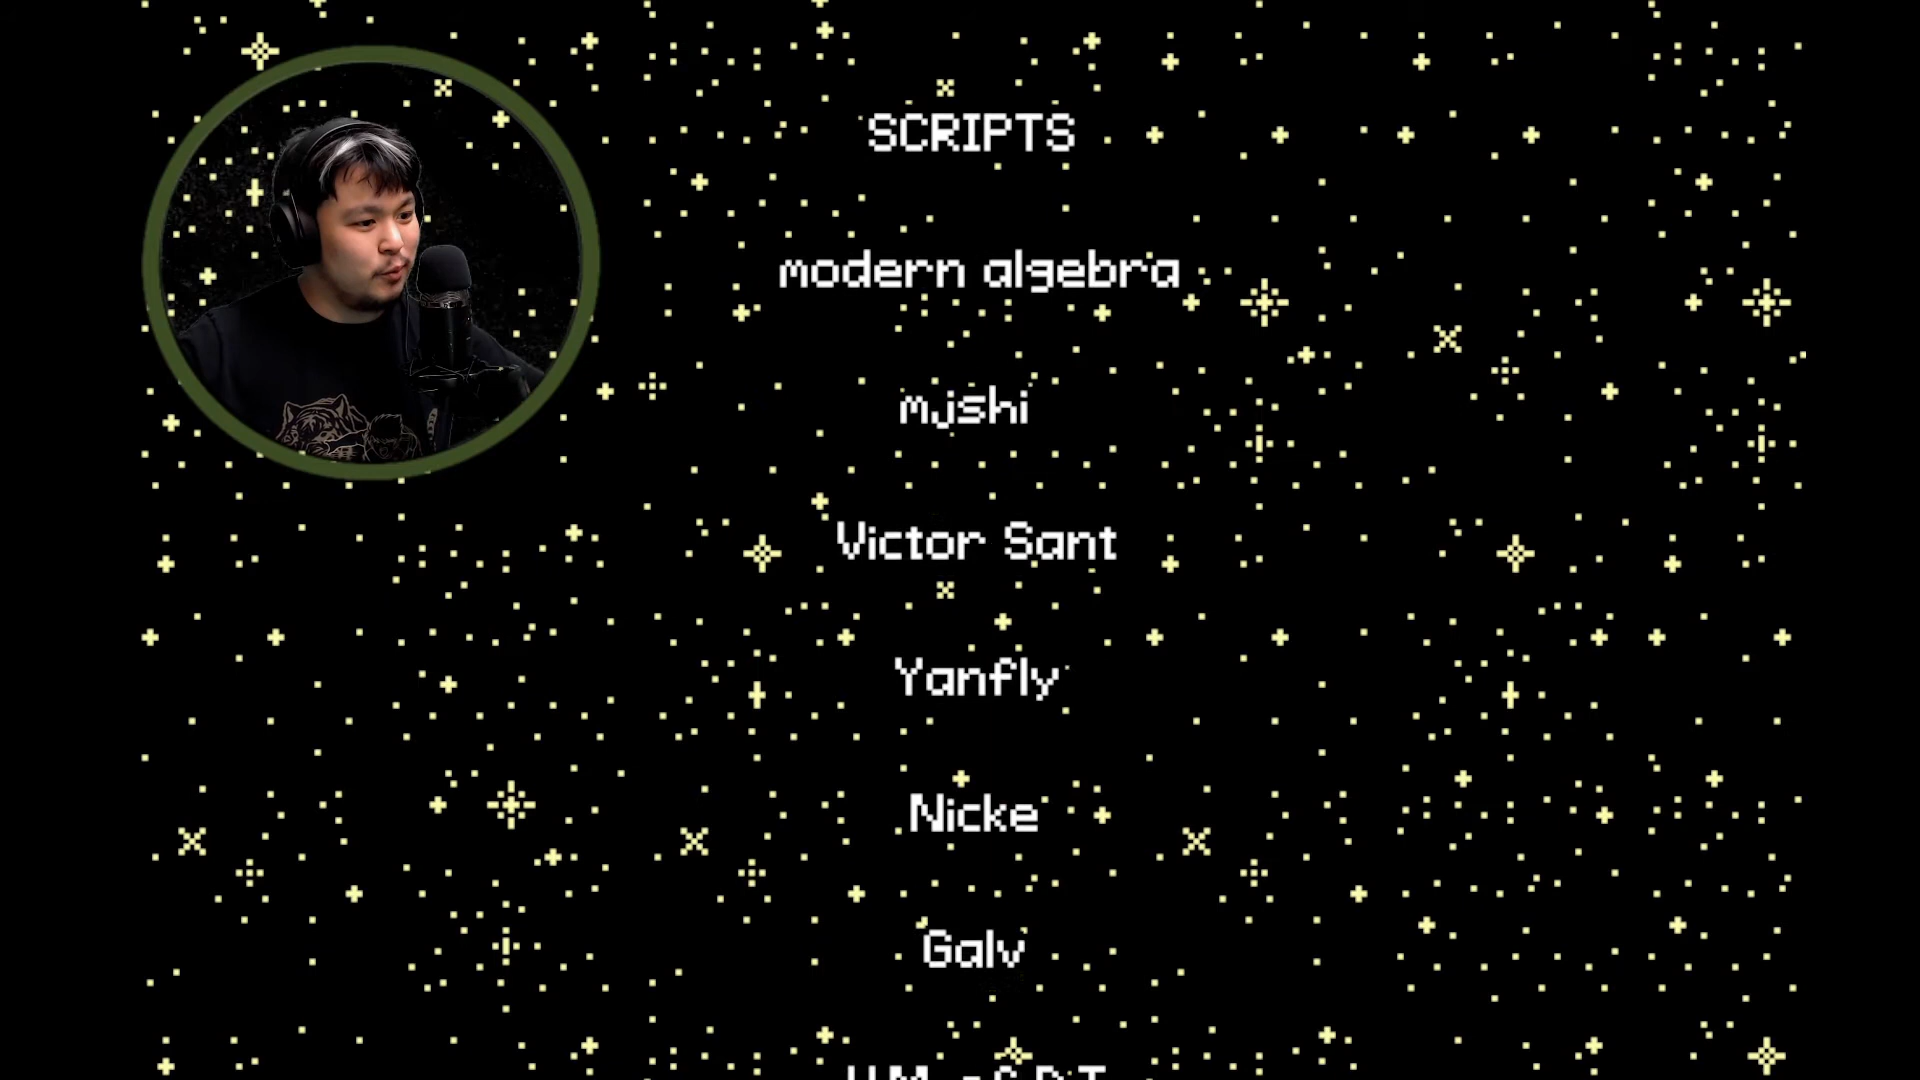 SCRIPTS
modern algebra
mjshi
Victor Sant
Yanfly
Nicke
Galv